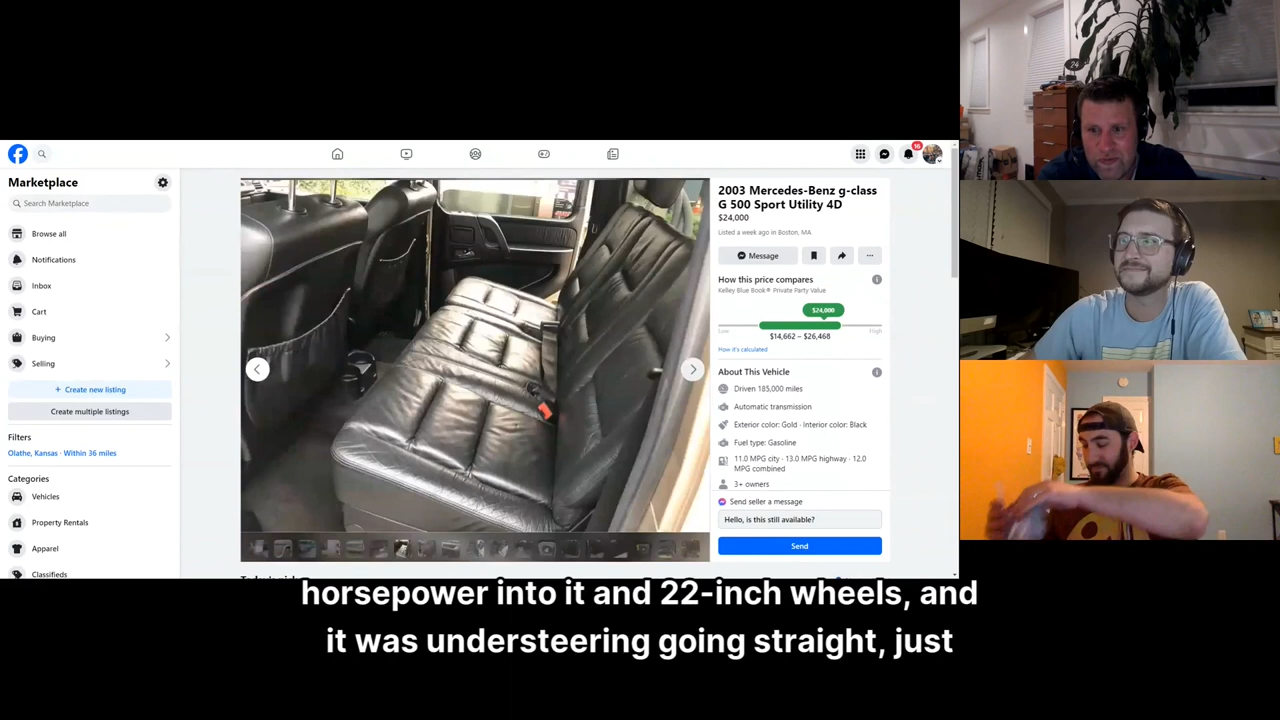 Marketplace
Search Marketplace
Browse all
Notifications
Inbox
Cart
Buying
Selling
+ Create new listing
Create multiple listings
Filters
Olathe, Kansas · Within 36 miles
Categories
Vehicles
Property Rentals
Apparel
Classifieds
16
2003 Mercedes-Benz g-class
G 500 Sport Utility 4D
$24,000
Listed a week ago in Boston, MA
Message
How this price compares
Kelley Blue Book® Private Party Value
$24,000
Low
High
$14,662 – $26,468
How it's calculated
About This Vehicle
Driven 185,000 miles
Automatic transmission
Exterior color: Gold · Interior color: Black
Fuel type: Gasoline
11.0 MPG city · 13.0 MPG highway · 12.0
MPG combined
3+ owners
Send seller a message
Hello, is this still available?
Send
24
horsepower into it and 22-inch wheels, and
it was understeering going straight, just